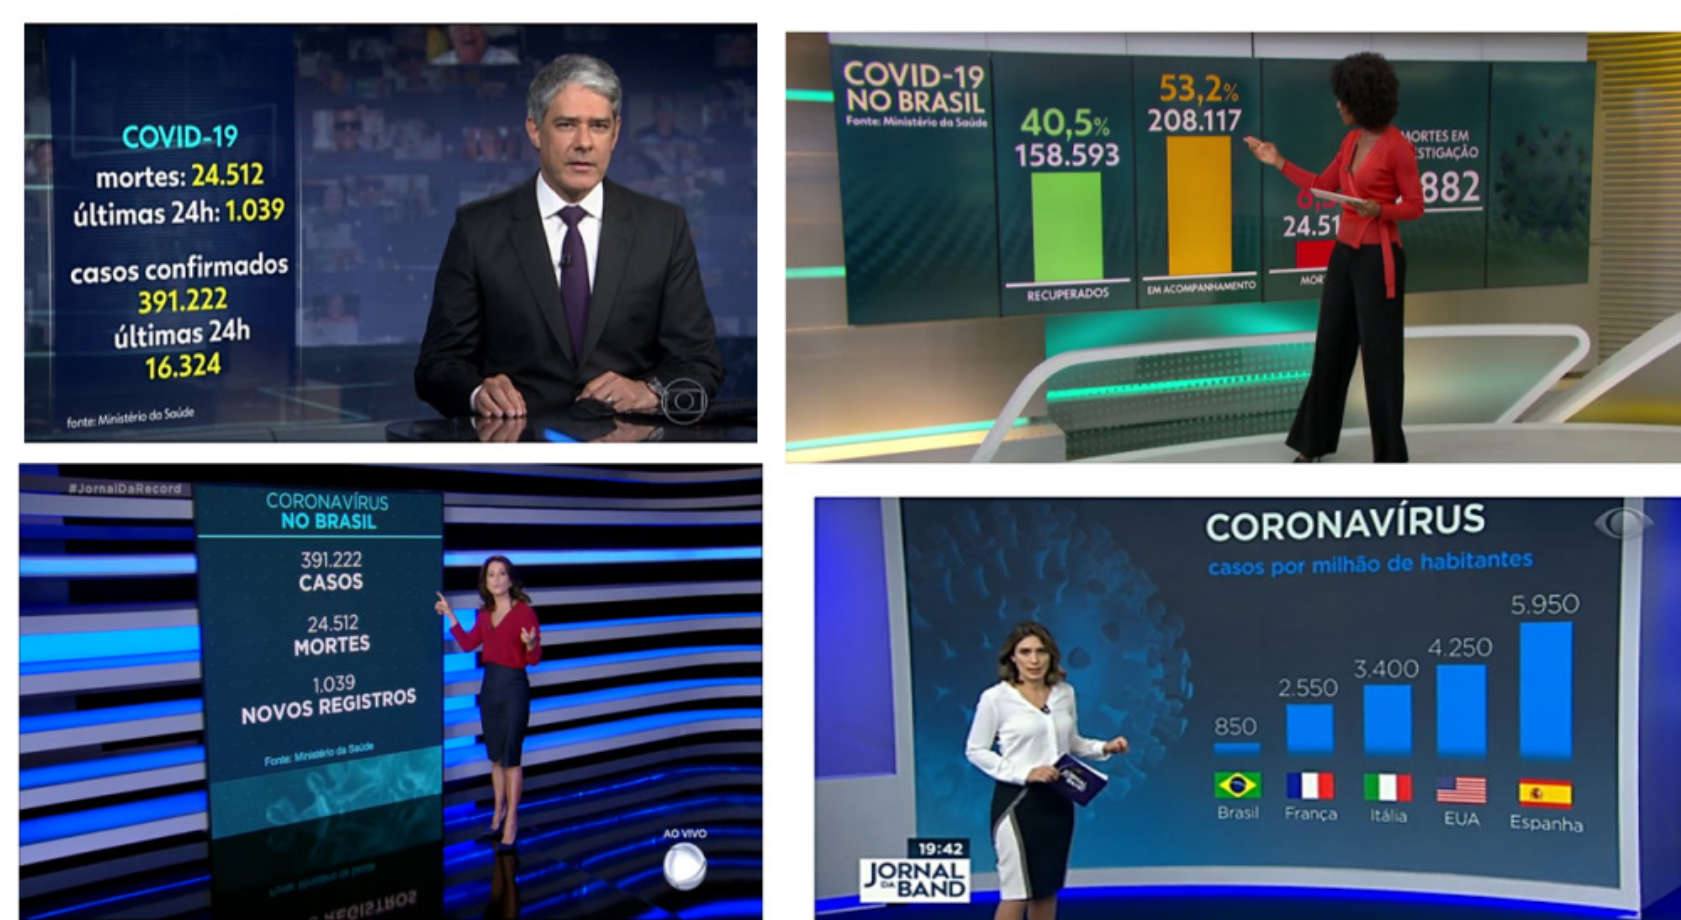 COVID-19
mortes: 24.512
últimas 24h: 1.039
casos confirmados
391.222
últimas 24h
16.324
fonte: Ministério da Saúde
COVID-19
NO BRASIL
Fonte: Ministério da Saúde
40,5%
158.593
RECUPERADOS
53,2%
208.117
EM ACOMPANHAMENTO
24.51
MORTES EM
882
#JornalDaRecord
CORONAVÍRUS
NO BRASIL
391.222
CASOS
24.512
MORTES
1.039
NOVOS REGISTROS
Fonte: Ministério da Saúde
AO VIVO
CORONAVÍRUS
casos por milhão de habitantes
850
2.550
3.400
4.250
5.950
Brasil
França
Itália
EUA
Espanha
19:42
JORNAL
DA BAND